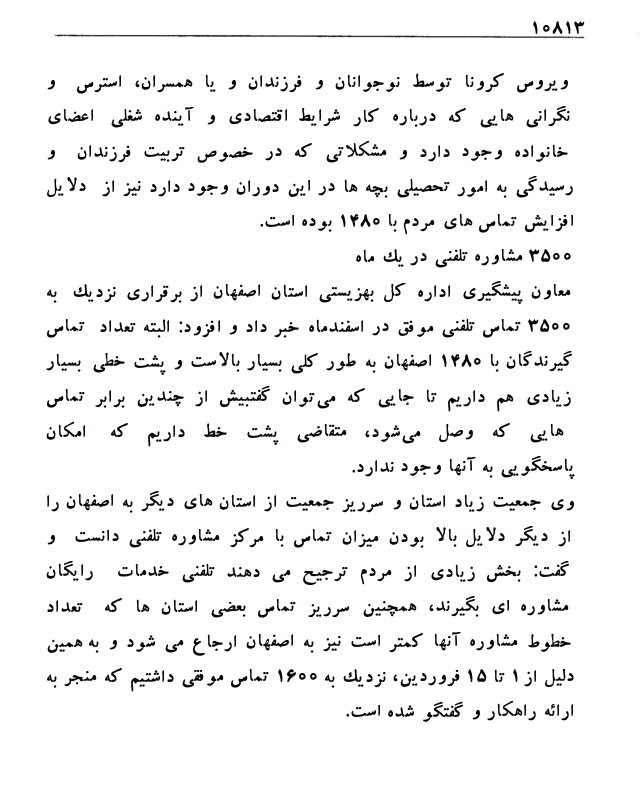 ۱۰۸۱۳
ویروس کرونا توسط نوجوانان و فرزندان و یا همسران، استرس و
نگرانی هایی که درباره کار شرایط اقتصادی و آینده شغلی اعضای
خانواده وجود دارد و مشکلاتی که در خصوص تربیت فرزندان و
رسیدگی به امور تحصیلی بچه ها در این دوران وجود دارد نیز از دلایل
افزایش تماس های مردم با ۱۴۸۰ بوده است.
۳۵۰۰ مشاوره تلفنی در یك ماه
معاون پیشگیری اداره کل بهزیستی استان اصفهان از برقراری نزدیك به
۳۵۰۰ تماس تلفنی موفق در اسفندماه خبر داد و افزود: البته تعداد تماس
گیرندگان با ۱۴۸۰ اصفهان به طور کلی بسیار بالاست و پشت خطی بسیار
زیادی هم داریم تا جایی که می‌توان گفتبیش از چندین برابر تماس
هایی که وصل می‌شود، متقاضی پشت خط داریم که امکان
پاسخگویی به آنها وجود ندارد.
وی جمعیت زیاد استان و سرریز جمعیت از استان های دیگر به اصفهان را
از دیگر دلایل بالا بودن میزان تماس با مرکز مشاوره تلفنی دانست و
گفت: بخش زیادی از مردم ترجیح می دهند تلفنی خدمات رایگان
مشاوره ای بگیرند، همچنین سرریز تماس بعضی استان ها که تعداد
خطوط مشاوره آنها کمتر است نیز به اصفهان ارجاع می شود و به همین
دلیل از ۱ تا ۱۵ فروردین، نزدیك به ۱۶۰۰ تماس موفقی داشتیم که منجر به
ارائه راهکار و گفتگو شده است.